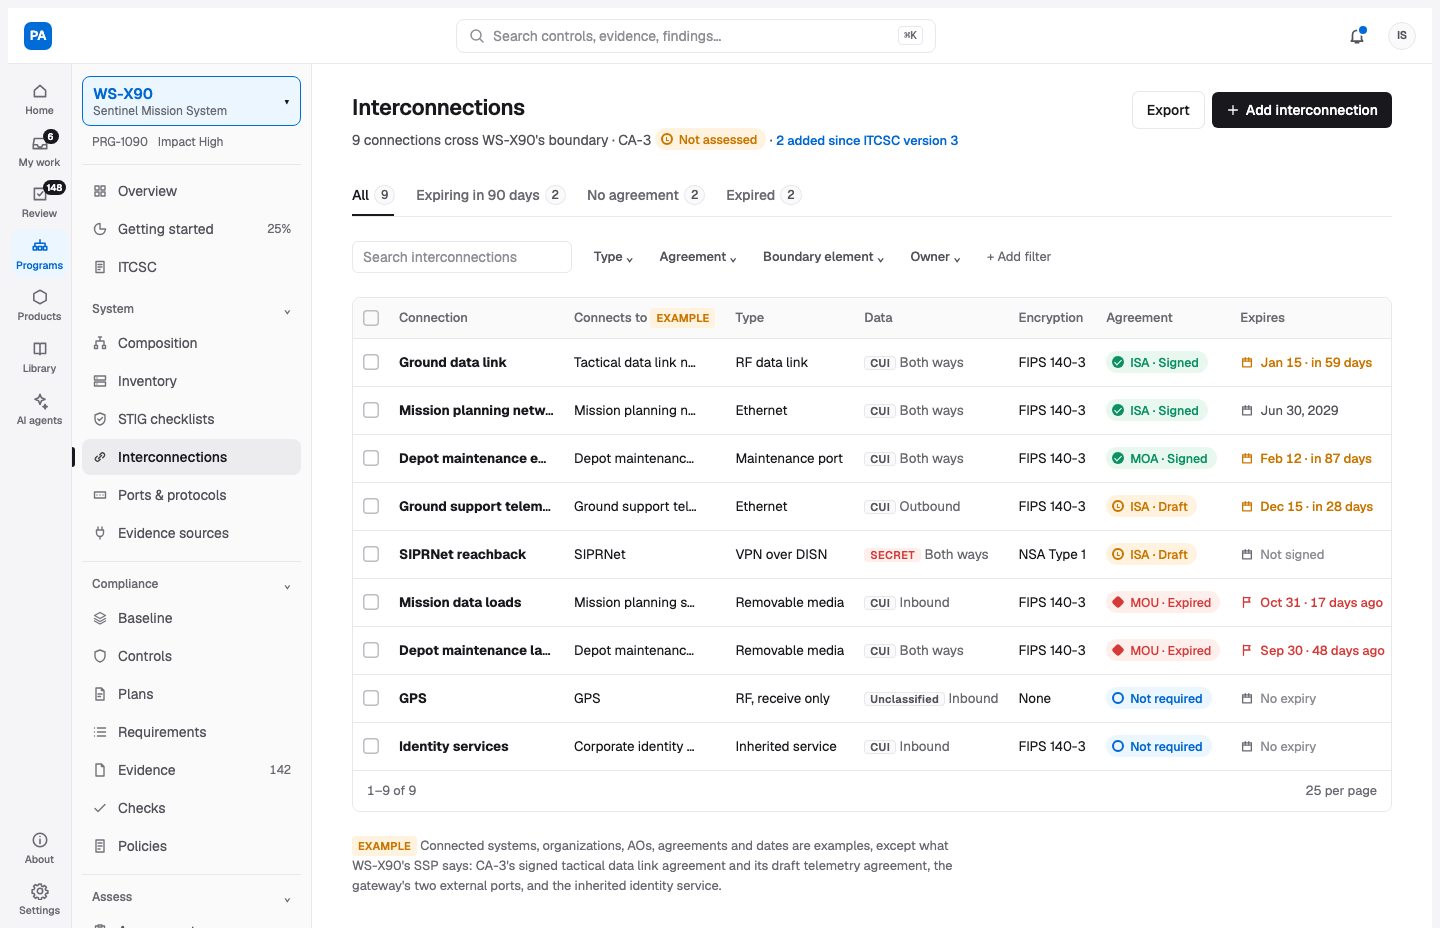 PA
Search controls, evidence, findings...
⌘K
IS
Home
6
My work
148
Review
Programs
Products
Library
AI agents
About
Settings
WS-X90
Sentinel Mission System
PRG-1090 Impact High
Overview
Getting started 25%
ITCSC
System
Composition
Inventory
STIG checklists
Interconnections
Ports & protocols
Evidence sources
Compliance
Baseline
Controls
Plans
Requirements
Evidence 142
Checks
Policies
Assess
Interconnections
Export
+ Add interconnection
9 connections cross WS-X90's boundary · CA-3 Not assessed · 2 added since ITCSC version 3
All 9 Expiring in 90 days 2 No agreement 2 Expired 2
Search interconnections Type Agreement Boundary element Owner + Add filter
Connection Connects to EXAMPLE Type Data Encryption Agreement Expires
Ground data link Tactical data link n... RF data link CUI Both ways FIPS 140-3 ISA · Signed Jan 15 · in 59 days
Mission planning netw... Mission planning n... Ethernet CUI Both ways FIPS 140-3 ISA · Signed Jun 30, 2029
Depot maintenance e... Depot maintenanc... Maintenance port CUI Both ways FIPS 140-3 MOA · Signed Feb 12 · in 87 days
Ground support telem... Ground support tel... Ethernet CUI Outbound FIPS 140-3 ISA · Draft Dec 15 · in 28 days
SIPRNet reachback SIPRNet VPN over DISN SECRET Both ways NSA Type 1 ISA · Draft Not signed
Mission data loads Mission planning s... Removable media CUI Inbound FIPS 140-3 MOU · Expired Oct 31 · 17 days ago
Depot maintenance la... Depot maintenanc... Removable media CUI Both ways FIPS 140-3 MOU · Expired Sep 30 · 48 days ago
GPS GPS RF, receive only Unclassified Inbound None Not required No expiry
Identity services Corporate identity ... Inherited service CUI Inbound FIPS 140-3 Not required No expiry
1–9 of 9 25 per page
EXAMPLE Connected systems, organizations, AOs, agreements and dates are examples, except what
WS-X90's SSP says: CA-3's signed tactical data link agreement and its draft telemetry agreement, the
gateway's two external ports, and the inherited identity service.